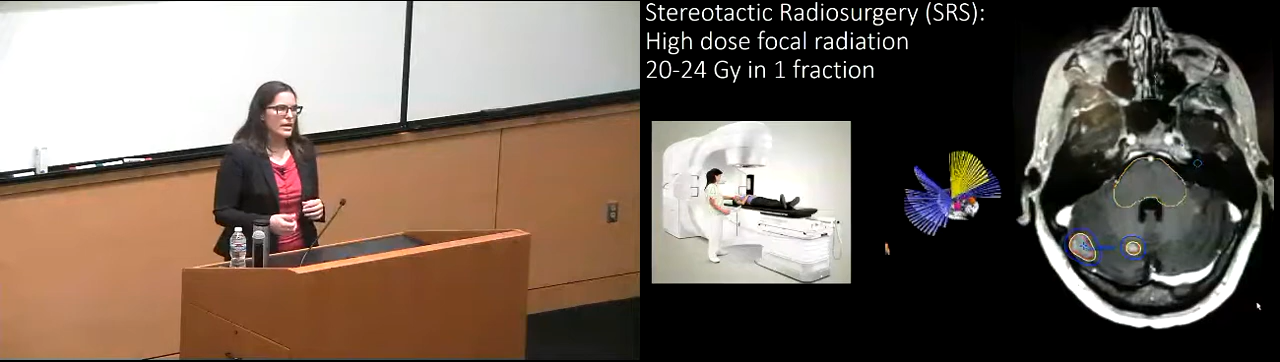 Stereotactic Radiosurgery (SRS):
High dose focal radiation
20-24 Gy in 1 fraction